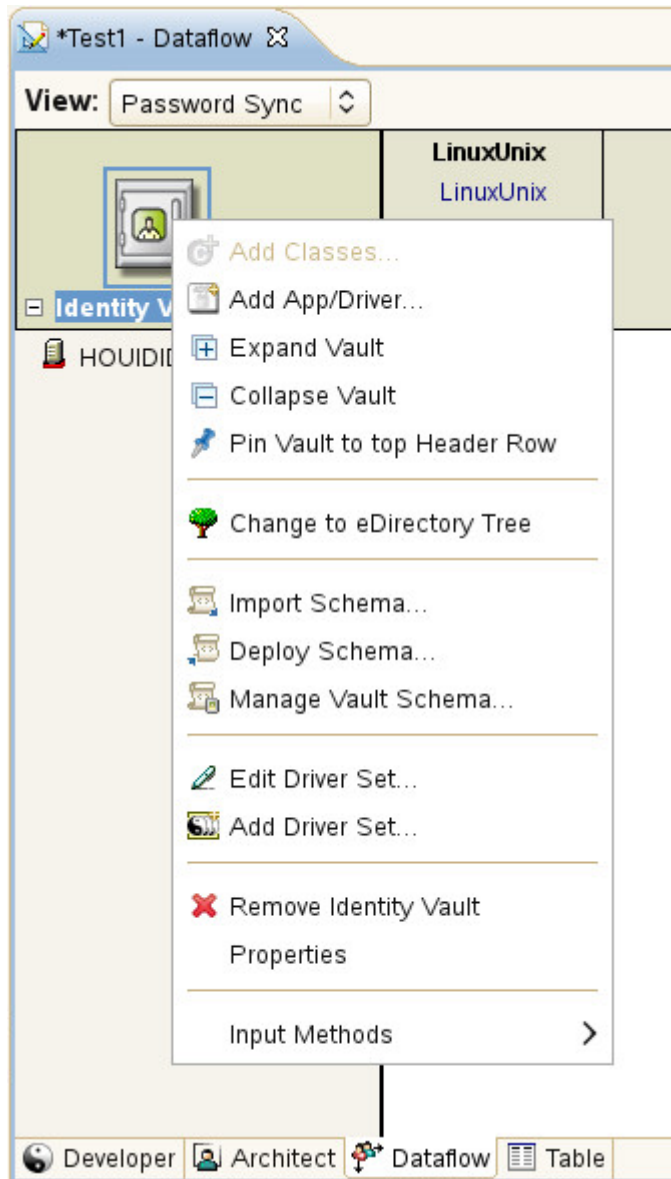 *Test1 - Dataflow
View: Password Sync
LinuxUnix
LinuxUnix
Identity V
HOUIDI
Add Classes...
Add App/Driver...
Expand Vault
Collapse Vault
Pin Vault to top Header Row
Change to eDirectory Tree
Import Schema...
Deploy Schema...
Manage Vault Schema...
Edit Driver Set...
Add Driver Set...
Remove Identity Vault
Properties
Input Methods
Developer Architect Dataflow Table